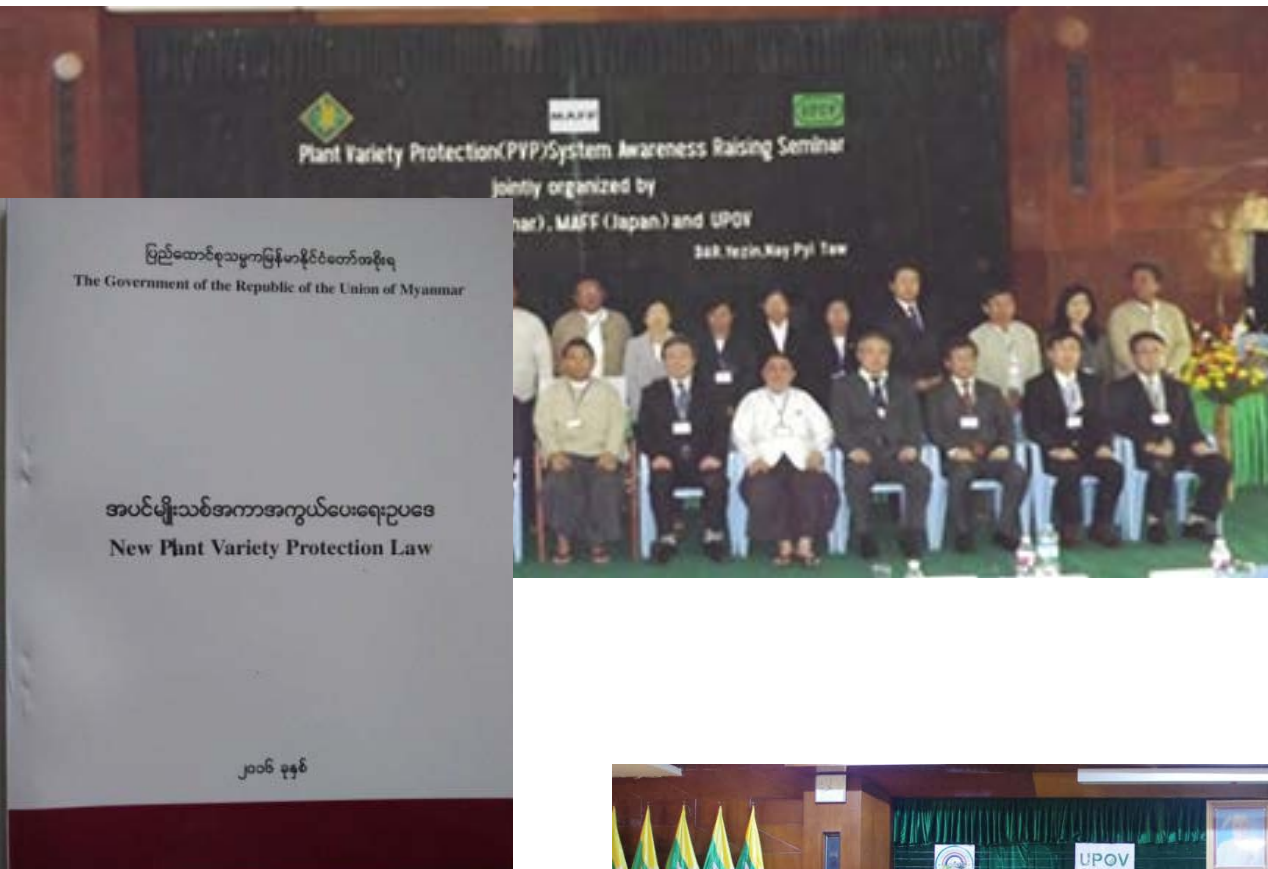 MAFF
UPOV
Plant Variety Protection(PVP)System Awareness Raising Seminar
jointly organized by
mar). MAFF (Japan) and UPOV
DAR, Yezin, Nay Pyi Taw
ပြည်ထောင်စုသမ္မတမြန်မာနိုင်ငံတော်အစိုးရ
The Government of the Republic of the Union of Myanmar
အပင်မျိုးသစ်အကာအကွယ်ပေးရေးဥပဒေ
New Plant Variety Protection Law
၂၀၁၆ ခုနှစ်
UPOV